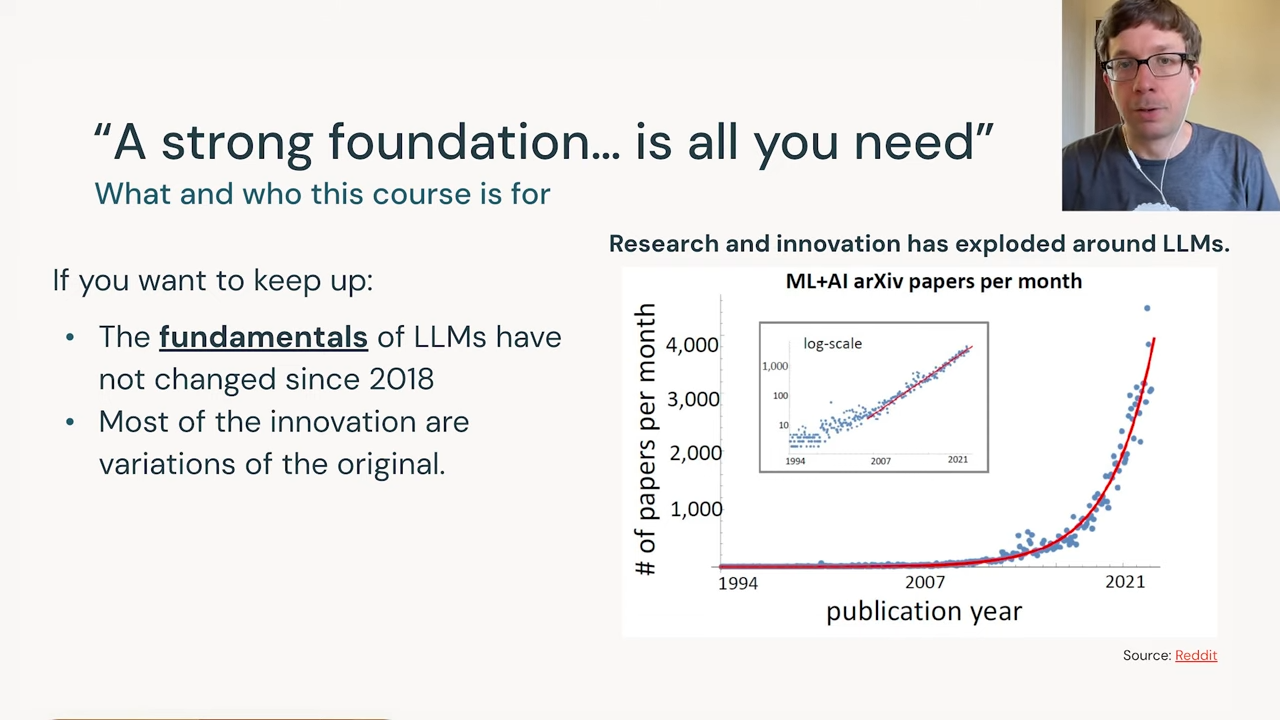 “A strong foundation... is all you need”
What and who this course is for
If you want to keep up:
• The fundamentals of LLMs have
not changed since 2018
• Most of the innovation are
variations of the original.
Research and innovation has exploded around LLMs.
ML+AI arXiv papers per month
# of papers per month
4,000
3,000
2,000
1,000
log-scale
1,000
100
10
1994 2007 2021
1994 2007 2021
publication year
Source: Reddit